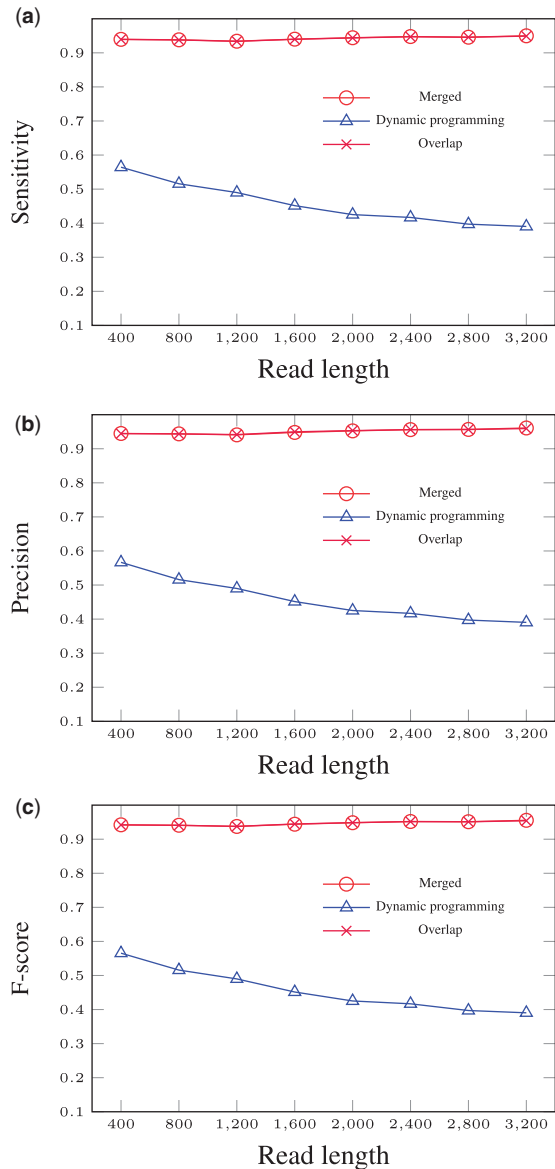 (a)
0.9
0.8
0.7
0.6
0.5
0.4
0.3
0.2
0.1
Sensitivity
Merged
Dynamic programming
Overlap
400 800 1,200 1,600 2,000 2,400 2,800 3,200
Read length
(b)
0.9
0.8
0.7
0.6
0.5
0.4
0.3
0.2
0.1
Precision
Merged
Dynamic programming
Overlap
400 800 1,200 1,600 2,000 2,400 2,800 3,200
Read length
(c)
0.9
0.8
0.7
0.6
0.5
0.4
0.3
0.2
0.1
F-score
Merged
Dynamic programming
Overlap
400 800 1,200 1,600 2,000 2,400 2,800 3,200
Read length